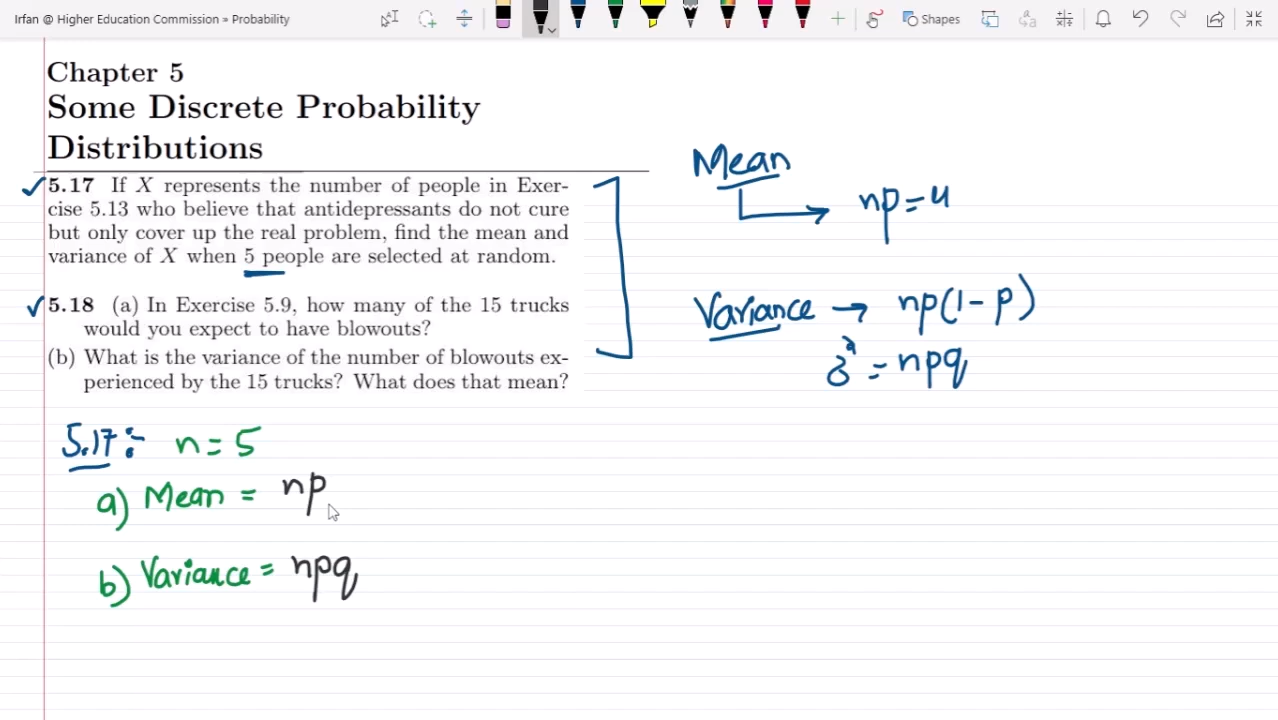 Irfan @ Higher Education Commission » Probability
Shapes
Chapter 5
Some Discrete Probability
Distributions
5.17 If X represents the number of people in Exer-
cise 5.13 who believe that antidepressants do not cure
but only cover up the real problem, find the mean and
variance of X when 5 people are selected at random.
5.18 (a) In Exercise 5.9, how many of the 15 trucks
would you expect to have blowouts?
(b) What is the variance of the number of blowouts ex-
perienced by the 15 trucks? What does that mean?
Mean
np = μ
Variance → np(1-p)
σ² = npq
5.17:- n = 5
a) Mean = np
b) Variance = npq